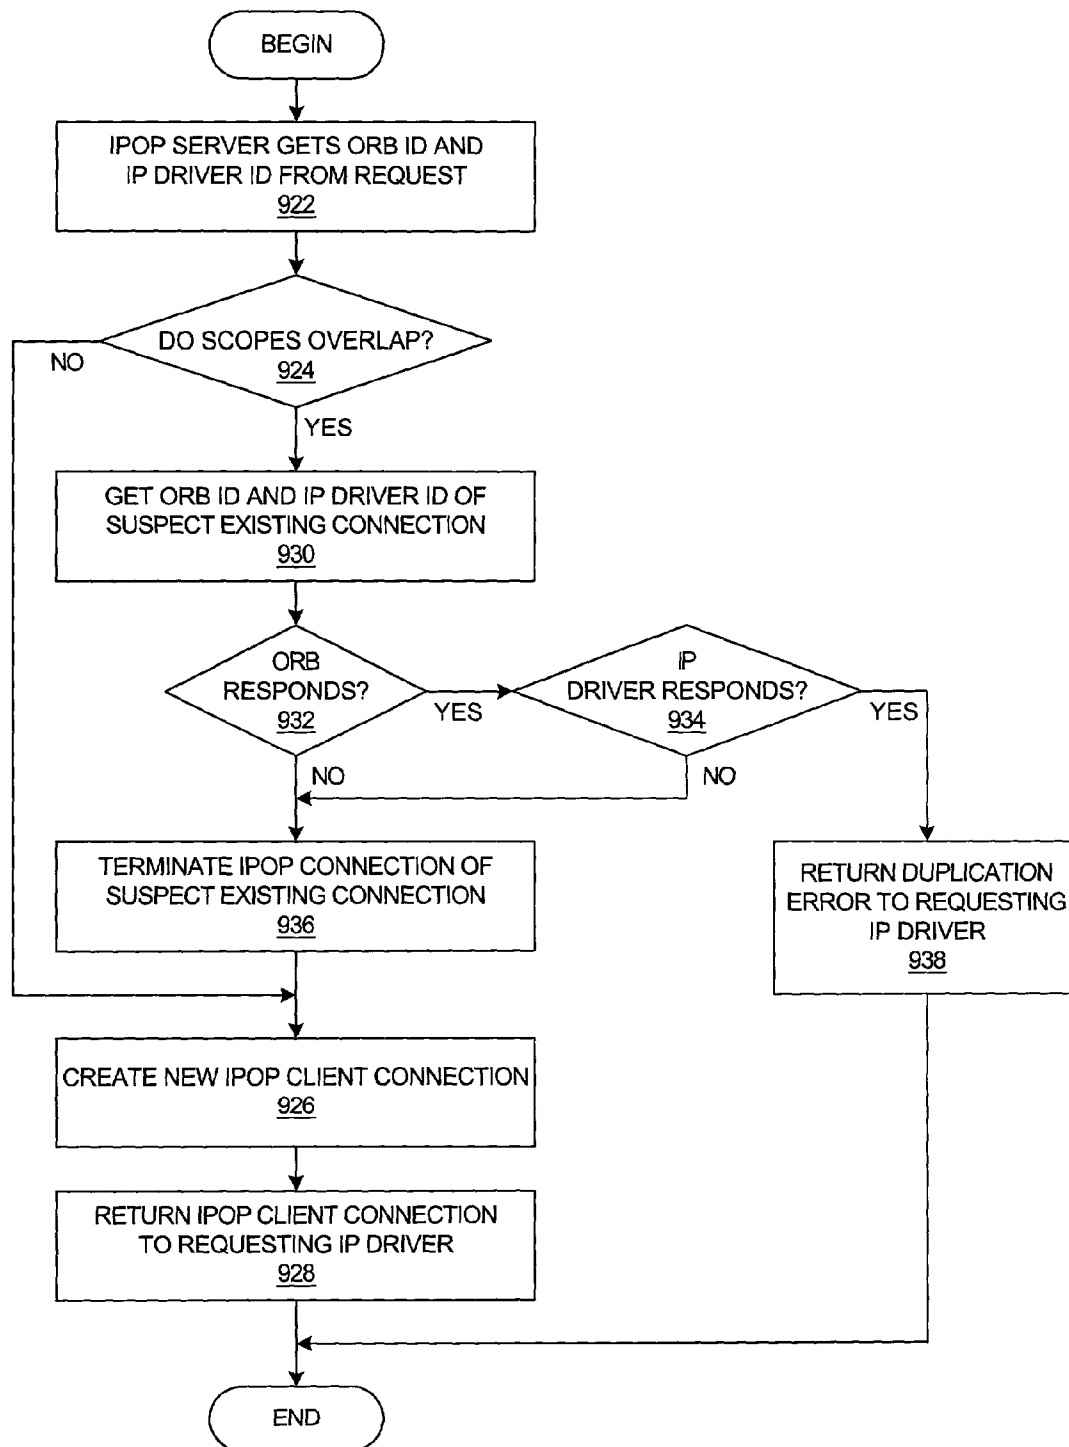 BEGIN
IPOP SERVER GETS ORB ID AND
IP DRIVER ID FROM REQUEST
922
DO SCOPES OVERLAP?
924
NO
YES
GET ORB ID AND IP DRIVER ID OF
SUSPECT EXISTING CONNECTION
930
ORB
RESPONDS?
932
YES
NO
IP
DRIVER RESPONDS?
934
YES
NO
TERMINATE IPOP CONNECTION OF
SUSPECT EXISTING CONNECTION
936
RETURN DUPLICATION
ERROR TO REQUESTING
IP DRIVER
938
CREATE NEW IPOP CLIENT CONNECTION
926
RETURN IPOP CLIENT CONNECTION
TO REQUESTING IP DRIVER
928
END